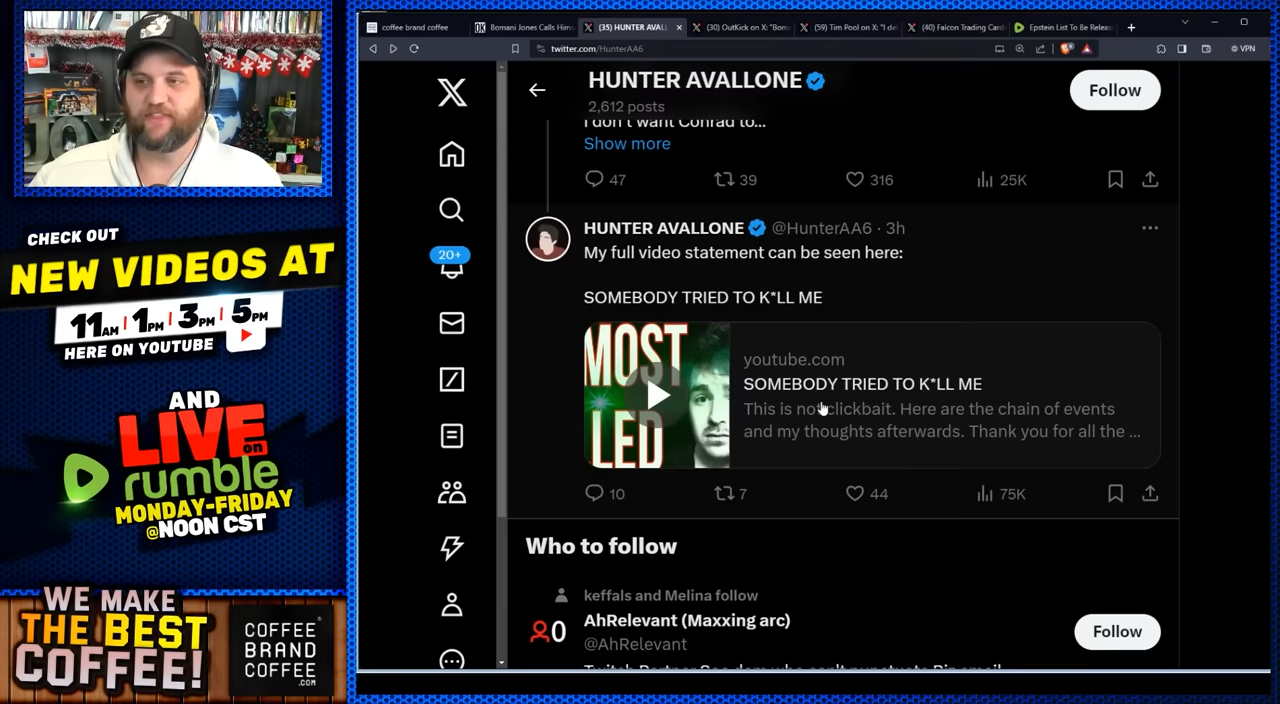 coffee brand coffee
Bomani Jones Calls Hims
(35) HUNTER AVAL
(30) OutKick on X: "Bom
(59) Tim Pool on X: "I de
(40) Falcon Trading Card
Epstein List To Be Releas
twitter.com/HunterAA6
VPN
HUNTER AVALLONE
2,612 posts
Follow
I don't want Conrad to...
Show more
47
39
316
25K
HUNTER AVALLONE @HunterAA6 · 3h
My full video statement can be seen here:
SOMEBODY TRIED TO K*LL ME
MOST
LED
youtube.com
SOMEBODY TRIED TO K*LL ME
This is not clickbait. Here are the chain of events
and my thoughts afterwards. Thank you for all the ...
10
7
44
75K
Who to follow
keffals and Melina follow
AhRelevant (Maxxing arc)
@AhRelevant
Follow
20+
CHECK OUT
NEW VIDEOS AT
11AM | 1PM | 3PM | 5PM
HERE ON YOUTUBE
AND
LIVE on
rumble
MONDAY-FRIDAY
@NOON CST
WE MAKE
THE BEST
COFFEE!
COFFEE
BRAND
COFFEE
.COM